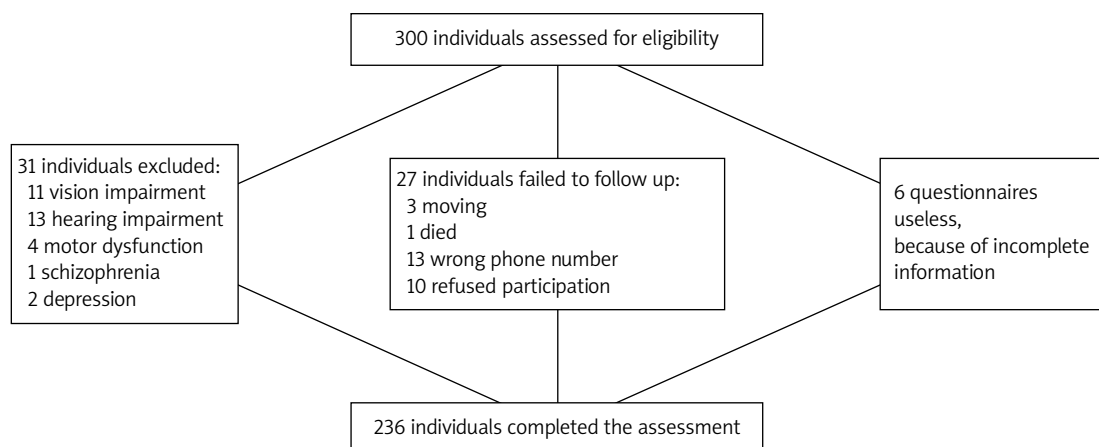 300 individuals assessed for eligibility
31 individuals excluded:
11 vision impairment
13 hearing impairment
4 motor dysfunction
1 schizophrenia
2 depression
27 individuals failed to follow up:
3 moving
1 died
13 wrong phone number
10 refused participation
6 questionnaires
useless,
because of incomplete
information
236 individuals completed the assessment